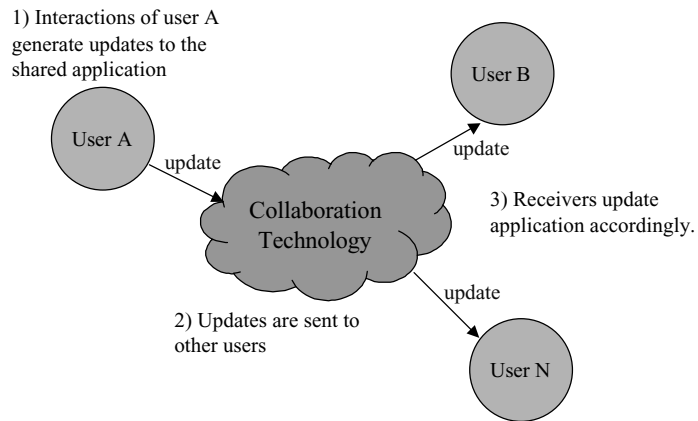 1) Interactions of user A
generate updates to the
shared application
User A
update
User B
update
Collaboration
Technology
3) Receivers update
application accordingly.
update
2) Updates are sent to
other users
User N